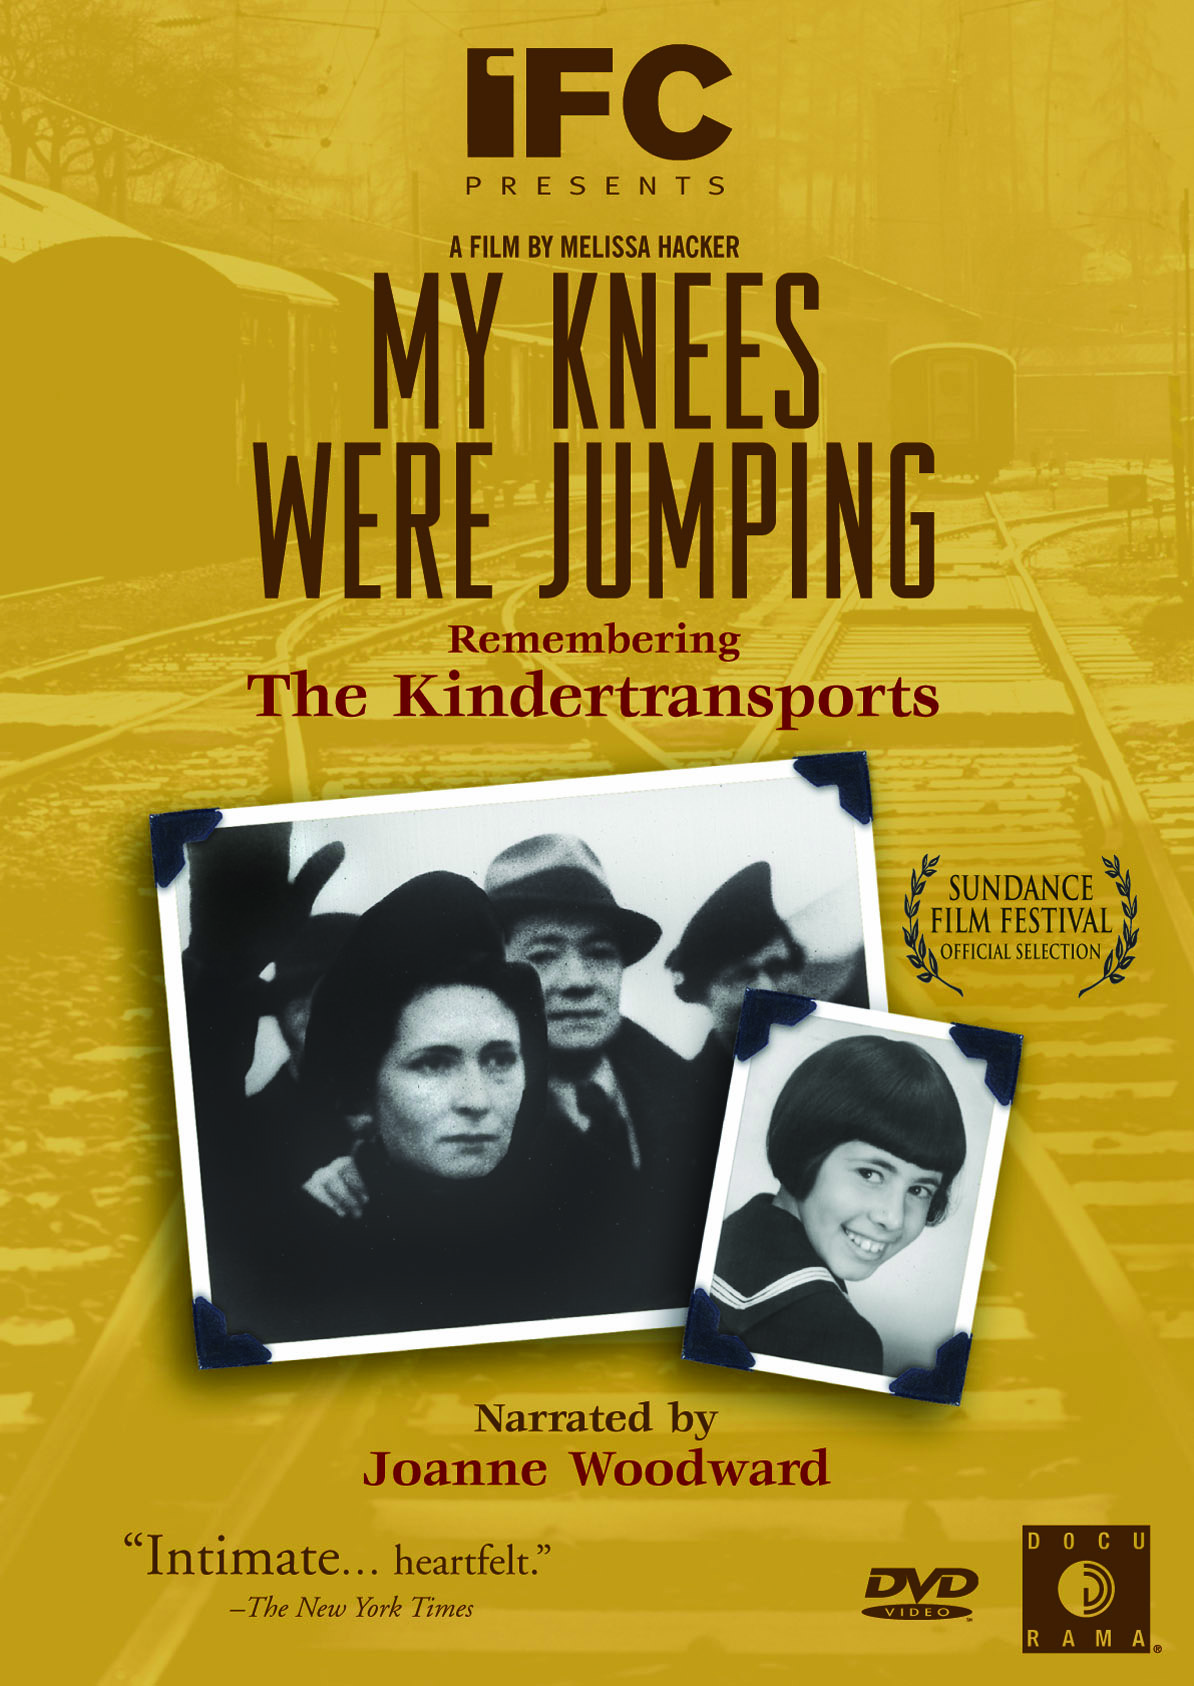 IFC
PRESENTS
A FILM BY MELISSA HACKER
MY KNEES
WERE JUMPING
Remembering
The Kindertransports
SUNDANCE
FILM FESTIVAL
OFFICIAL SELECTION
Narrated by
Joanne Woodward
“Intimate... heartfelt.”
–The New York Times
DVD
VIDEO
DOCU
RAMA®